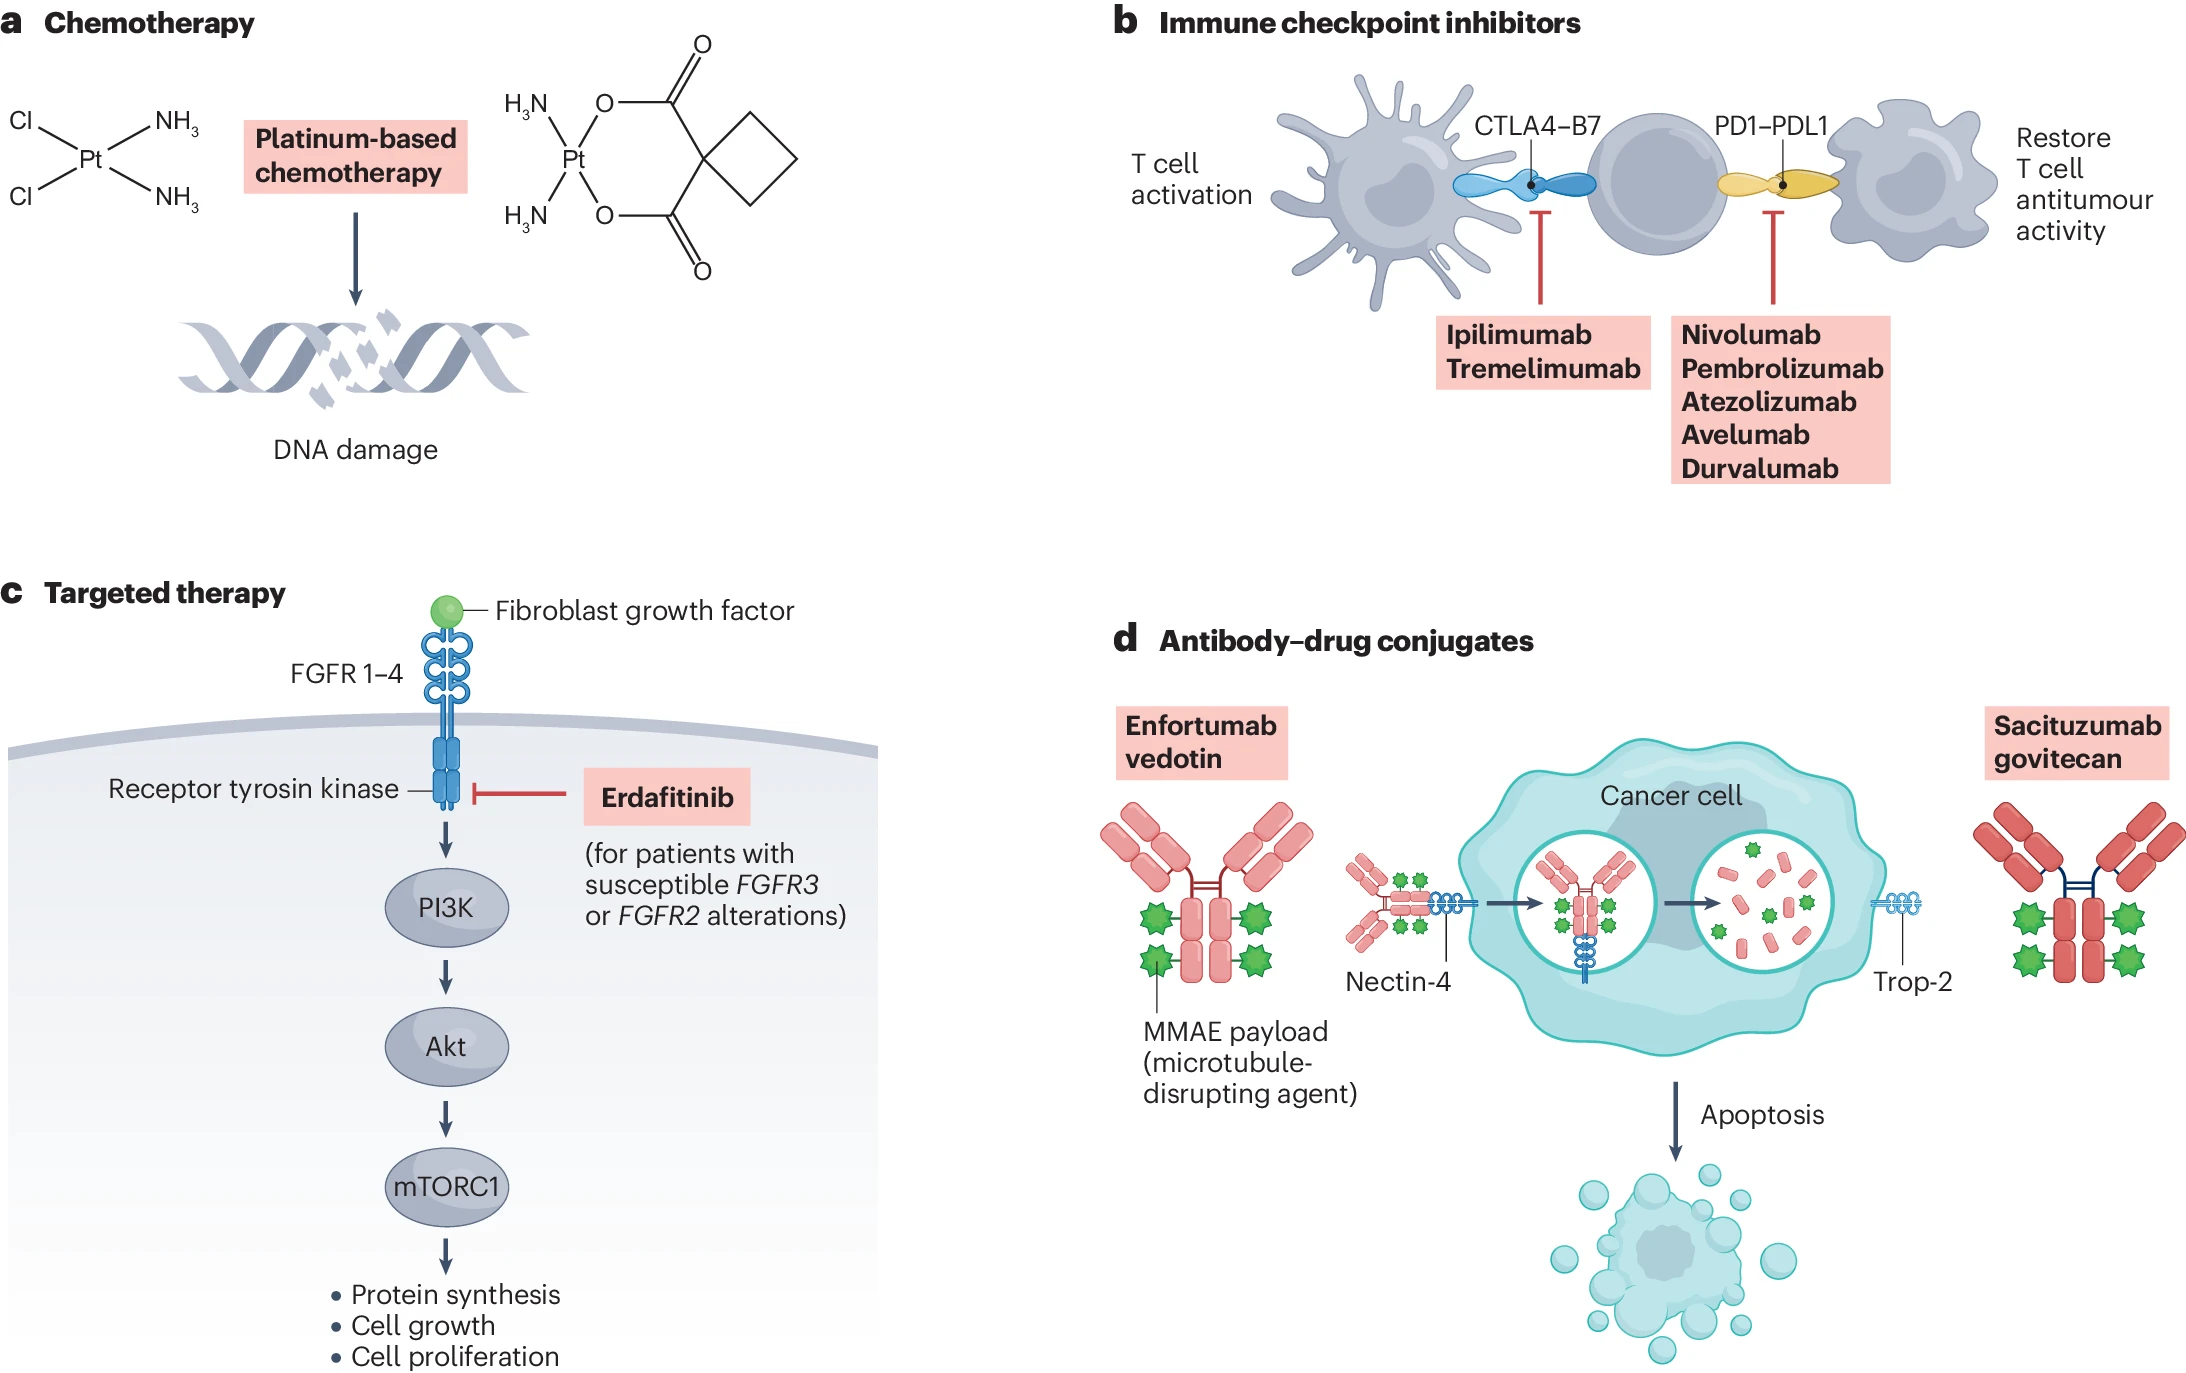 a Chemotherapy
Cl
NH3
Pt
Cl
NH3
Platinum-based
chemotherapy
O
H3N
O
Pt
H3N
O
O
DNA damage
b Immune checkpoint inhibitors
T cell
activation
CTLA4–B7
PD1–PDL1
Restore
T cell
antitumour
activity
Ipilimumab
Tremelimumab
Nivolumab
Pembrolizumab
Atezolizumab
Avelumab
Durvalumab
c Targeted therapy
Fibroblast growth factor
FGFR 1–4
Receptor tyrosin kinase
Erdafitinib
(for patients with
susceptible FGFR3
or FGFR2 alterations)
PI3K
Akt
mTORC1
• Protein synthesis
• Cell growth
• Cell proliferation
d Antibody–drug conjugates
Enfortumab
vedotin
Sacituzumab
govitecan
Cancer cell
Nectin-4
Trop-2
MMAE payload
(microtubule-
disrupting agent)
Apoptosis